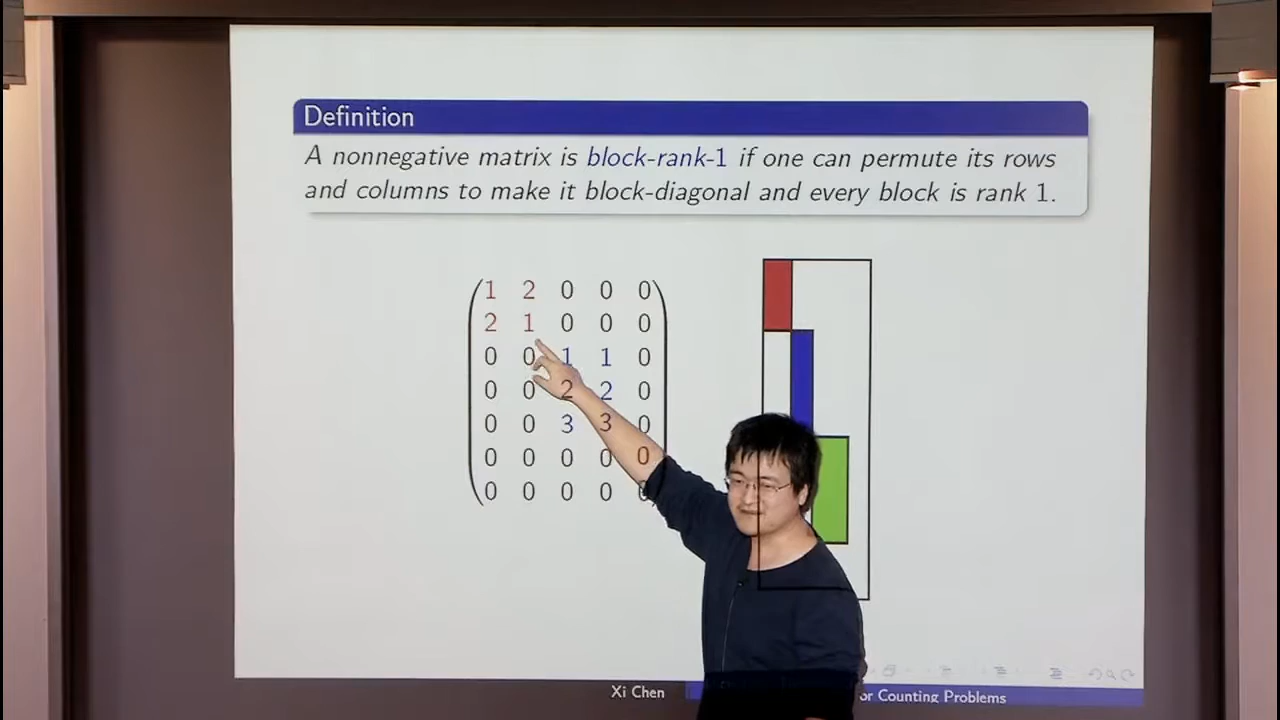 Definition
A nonnegative matrix is block-rank-1 if one can permute its rows
and columns to make it block-diagonal and every block is rank 1.
1 2 0 0 0
2 1 0 0 0
0 0 1 1 0
0 0 2 2 0
0 0 3 3 0
0 0 0 0 0
0 0 0 0
Xi Chen
or Counting Problems